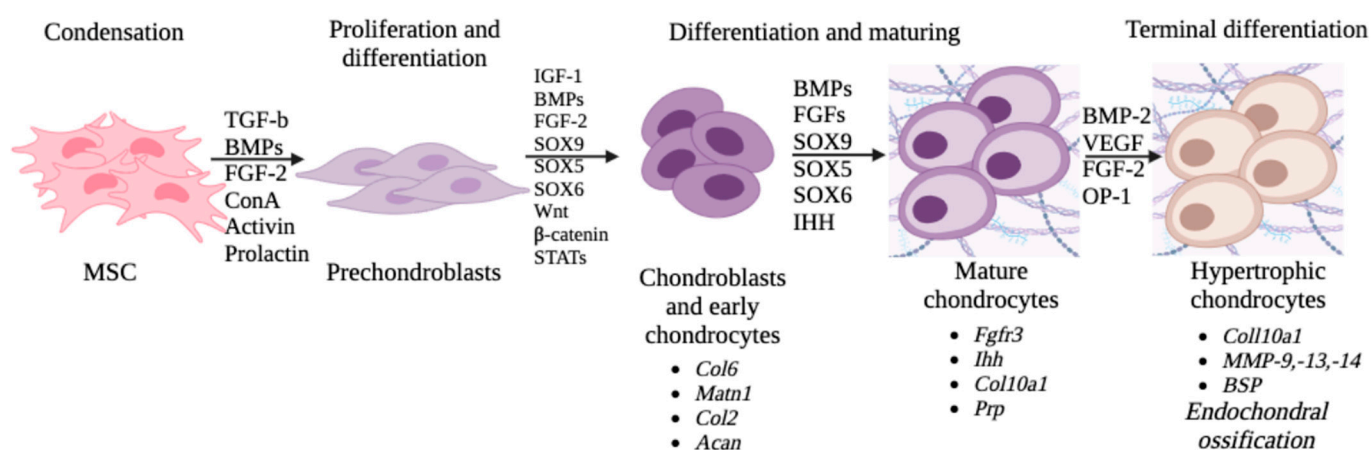 Condensation
Proliferation and
differentiation
Differentiation and maturing
Terminal differentiation
TGF-b
BMPs
FGF-2
ConA
Activin
Prolactin
IGF-1
BMPs
FGF-2
SOX9
SOX5
SOX6
Wnt
β-catenin
STATs
BMPs
FGFs
SOX9
SOX5
SOX6
IHH
BMP-2
VEGF
FGF-2
OP-1
MSC
Prechondroblasts
Chondroblasts
and early
chondrocytes
• Col6
• Matn1
• Col2
• Acan
Mature
chondrocytes
• Fgfr3
• Ihh
• Col10a1
• Prp
Hypertrophic
chondrocytes
• Coll10a1
• MMP-9,-13,-14
• BSP
Endochondral
ossification